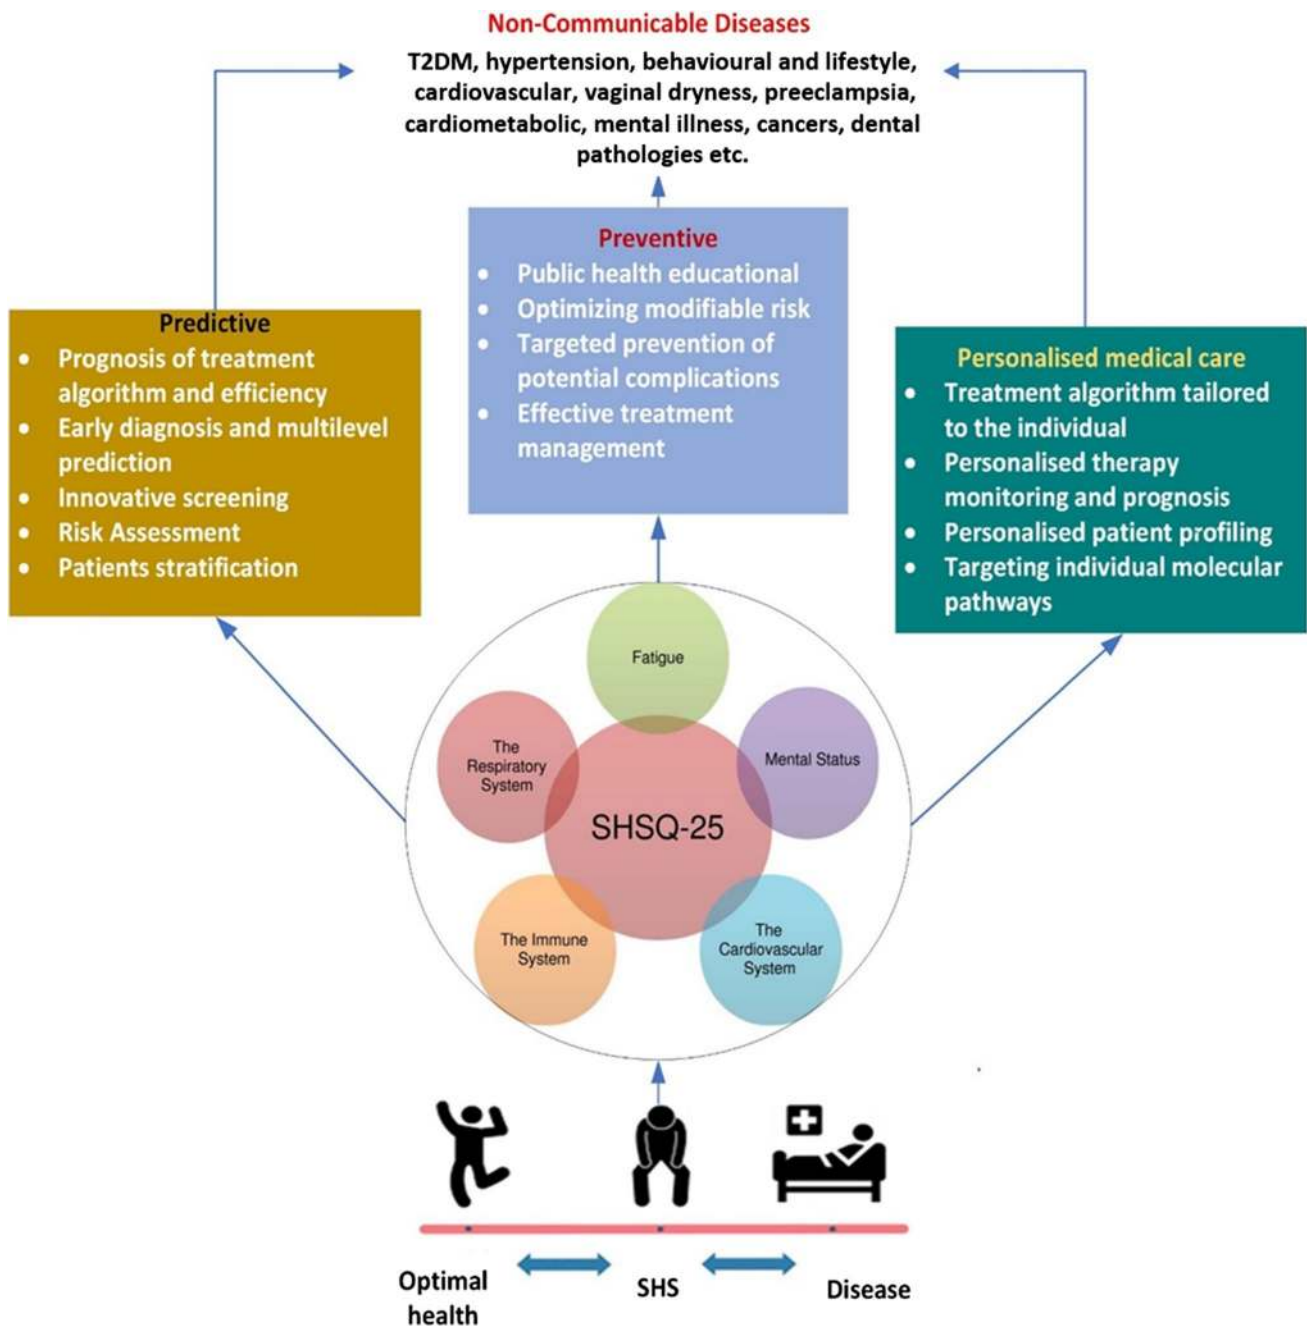 Non-Communicable Diseases
T2DM, hypertension, behavioural and lifestyle,
cardiovascular, vaginal dryness, preeclampsia,
cardiometabolic, mental illness, cancers, dental
pathologies etc.
Predictive
• Prognosis of treatment
algorithm and efficiency
• Early diagnosis and multilevel
prediction
• Innovative screening
• Risk Assessment
• Patients stratification
Preventive
• Public health educational
• Optimizing modifiable risk
• Targeted prevention of
potential complications
• Effective treatment
management
Personalised medical care
• Treatment algorithm tailored
to the individual
• Personalised therapy
monitoring and prognosis
• Personalised patient profiling
• Targeting individual molecular
pathways
Fatigue
The
Respiratory
System
Mental Status
SHSQ-25
The Immune
System
The
Cardiovascular
System
Optimal
health
SHS
Disease